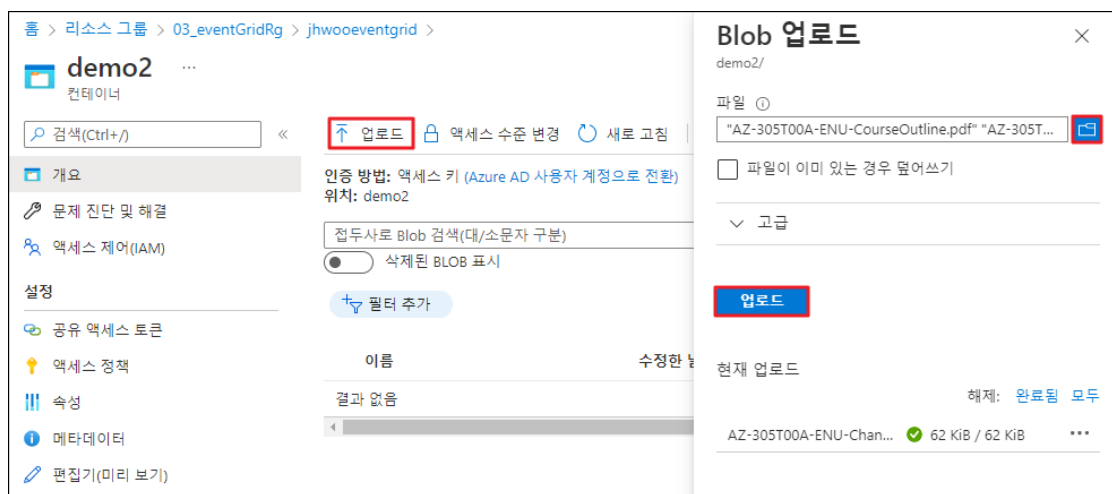 홈 > 리소스 그룹 > 03_eventGridRg > jhwooeventgrid >
demo2 ...
컨테이너
검색(Ctrl+/)
«
개요
문제 진단 및 해결
액세스 제어(IAM)
설정
공유 액세스 토큰
액세스 정책
속성
메타데이터
편집기(미리 보기)
업로드 액세스 수준 변경 새로 고침
인증 방법: 액세스 키 (Azure AD 사용자 계정으로 전환)
위치: demo2
접두사로 Blob 검색(대/소문자 구분)
삭제된 BLOB 표시
필터 추가
이름 수정한
결과 없음
Blob 업로드
demo2/
파일
"AZ-305T00A-ENU-CourseOutline.pdf" "AZ-305T...
파일이 이미 있는 경우 덮어쓰기
고급
업로드
현재 업로드
해제: 완료됨 모두
AZ-305T00A-ENU-Chan... 62 KiB / 62 KiB ...